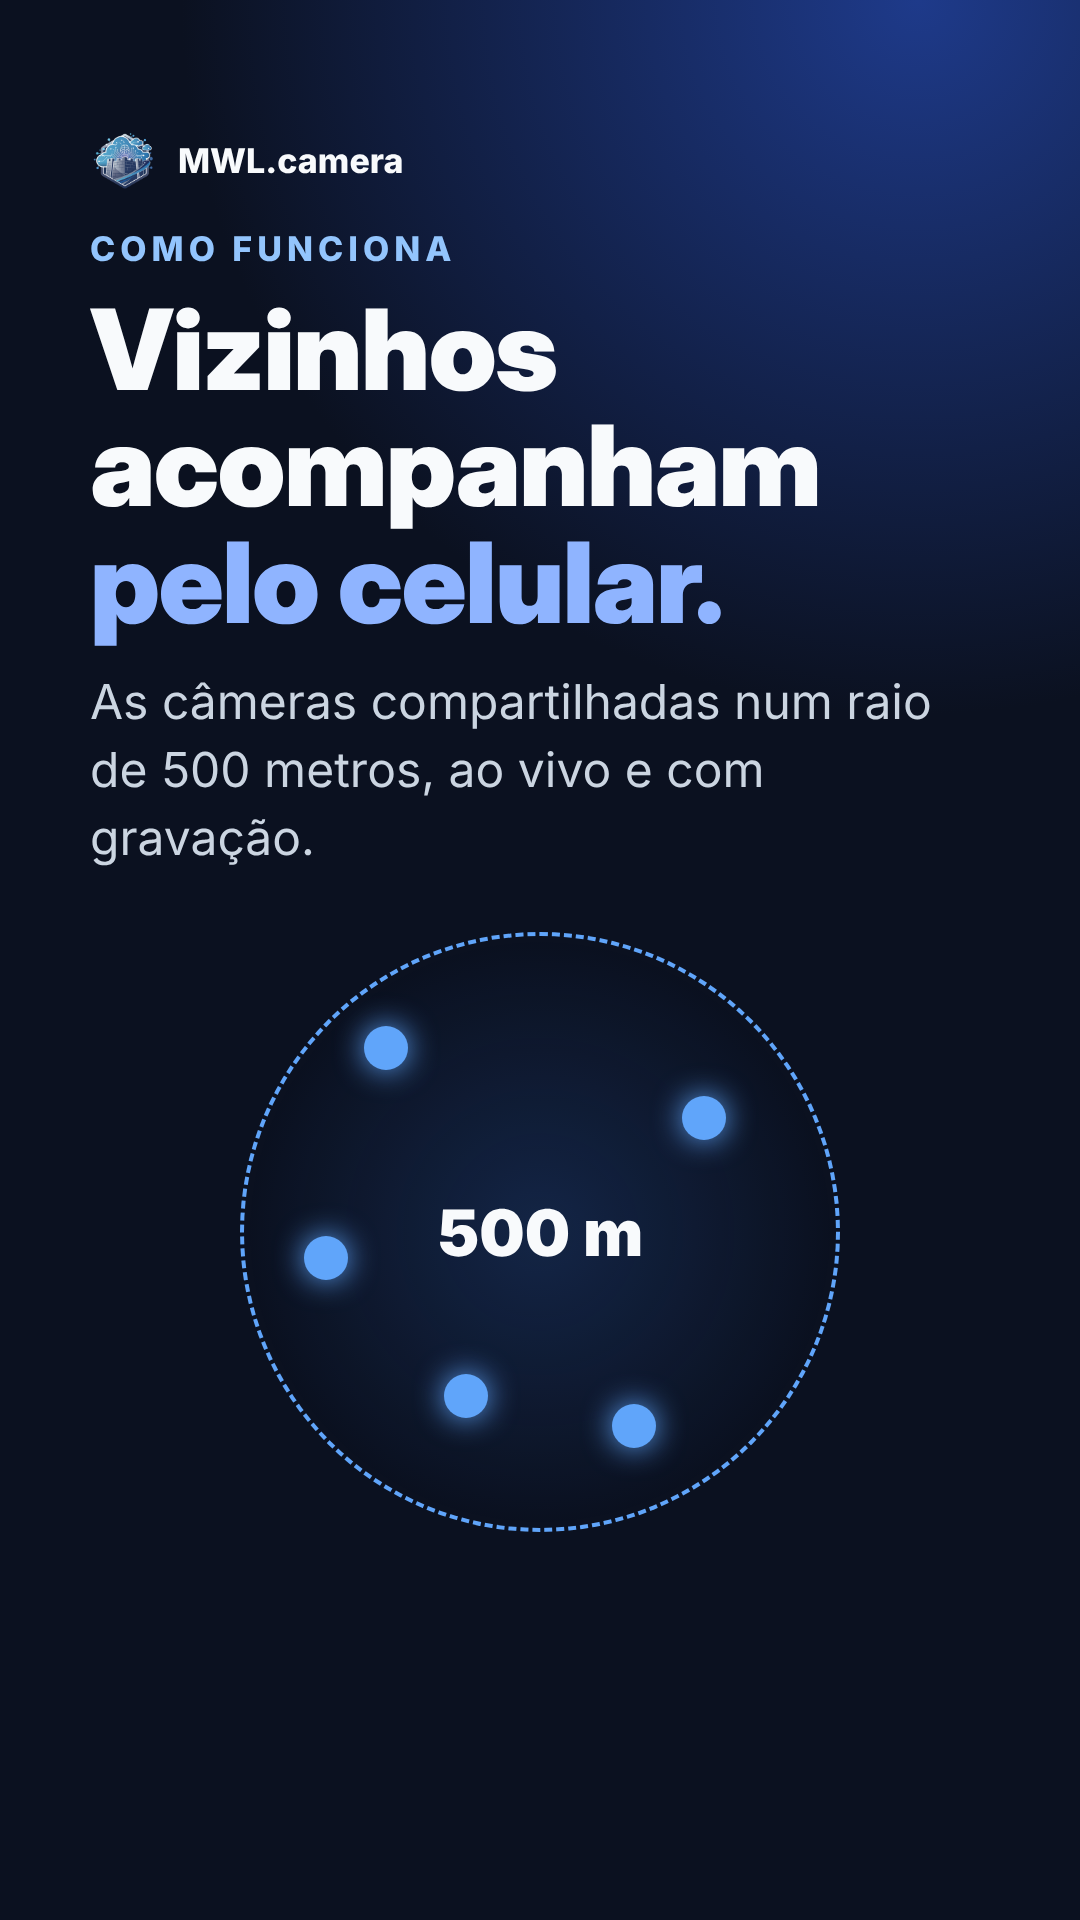 MWL.camera
COMO FUNCIONA
Vizinhos
acompanham
pelo celular.
As câmeras compartilhadas num raio
de 500 metros, ao vivo e com
gravação.
500 m